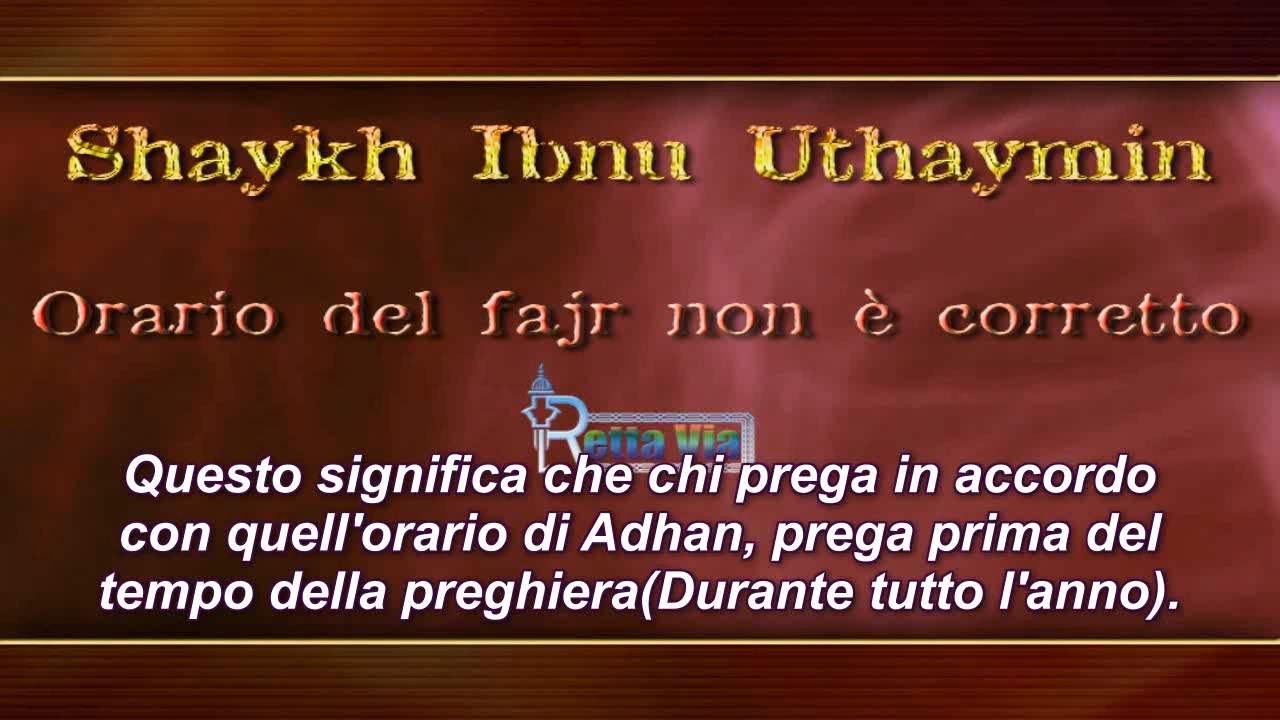 Shaykh Ibnu Uthaymin
Orario del fajr non è corretto
Retta Via
Questo significa che chi prega in accordo
con quell'orario di Adhan, prega prima del
tempo della preghiera(Durante tutto l'anno).